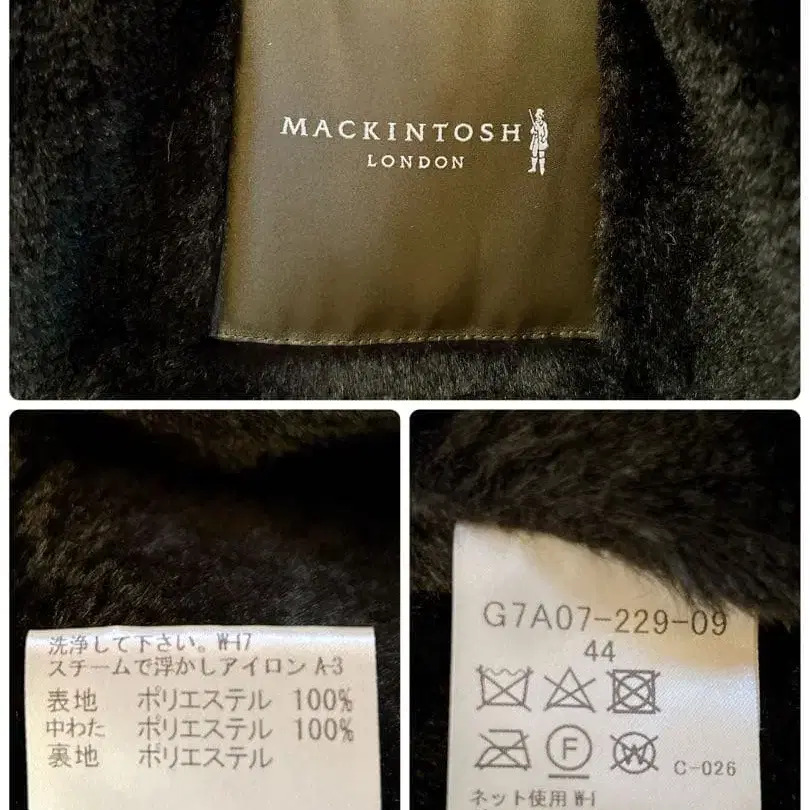 MACKINTOSH
LONDON
洗浄して下さい。W-17
スチームで浮かしアイロン A-3
表地 ポリエステル 100%
中わた ポリエステル 100%
裏地 ポリエステル
G7A07-229-09
44
F
W
C-026
ネット使用 W-1